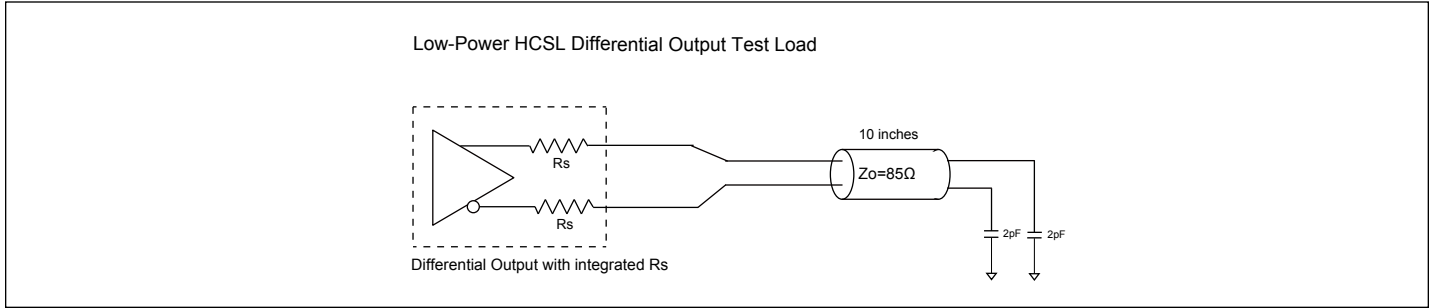 Low-Power HCSL Differential Output Test Load
10 inches
Rs
Zo=85Ω
Rs
2pF
2pF
Differential Output with integrated Rs